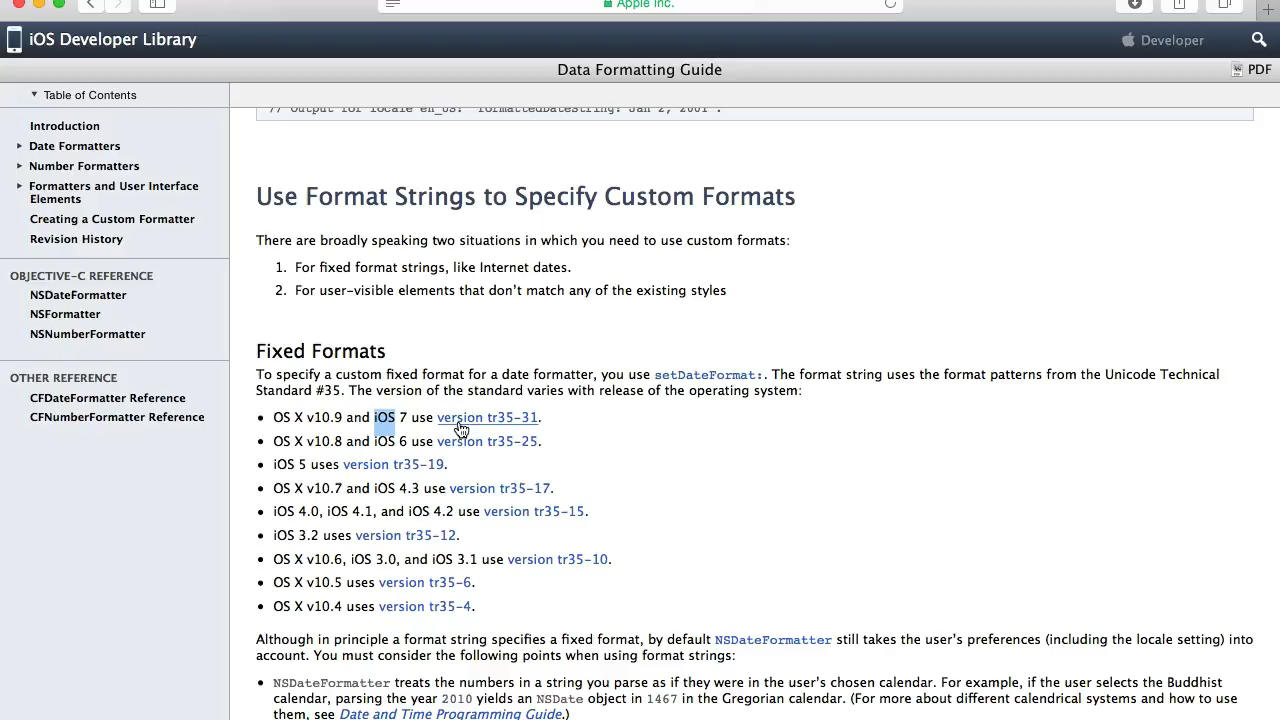 Apple Inc.
iOS Developer Library
Developer
Data Formatting Guide
PDF
Table of Contents
Introduction
Date Formatters
Number Formatters
Formatters and User Interface
Elements
Creating a Custom Formatter
Revision History
OBJECTIVE-C REFERENCE
NSDateFormatter
NSFormatter
NSNumberFormatter
OTHER REFERENCE
CFDateFormatter Reference
CFNumberFormatter Reference
// Output for locale en_US: "formattedDateString: Jan 2, 2001".
Use Format Strings to Specify Custom Formats
There are broadly speaking two situations in which you need to use custom formats:
1. For fixed format strings, like Internet dates.
2. For user-visible elements that don't match any of the existing styles
Fixed Formats
To specify a custom fixed format for a date formatter, you use setDateFormat:. The format string uses the format patterns from the Unicode Technical
Standard #35. The version of the standard varies with release of the operating system:
• OS X v10.9 and iOS 7 use version tr35-31.
• OS X v10.8 and iOS 6 use version tr35-25.
• iOS 5 uses version tr35-19.
• OS X v10.7 and iOS 4.3 use version tr35-17.
• iOS 4.0, iOS 4.1, and iOS 4.2 use version tr35-15.
• iOS 3.2 uses version tr35-12.
• OS X v10.6, iOS 3.0, and iOS 3.1 use version tr35-10.
• OS X v10.5 uses version tr35-6.
• OS X v10.4 uses version tr35-4.
Although in principle a format string specifies a fixed format, by default NSDateFormatter still takes the user's preferences (including the locale setting) into
account. You must consider the following points when using format strings:
• NSDateFormatter treats the numbers in a string you parse as if they were in the user's chosen calendar. For example, if the user selects the Buddhist
calendar, parsing the year 2010 yields an NSDate object in 1467 in the Gregorian calendar. (For more about different calendrical systems and how to use
them, see Date and Time Programming Guide.)